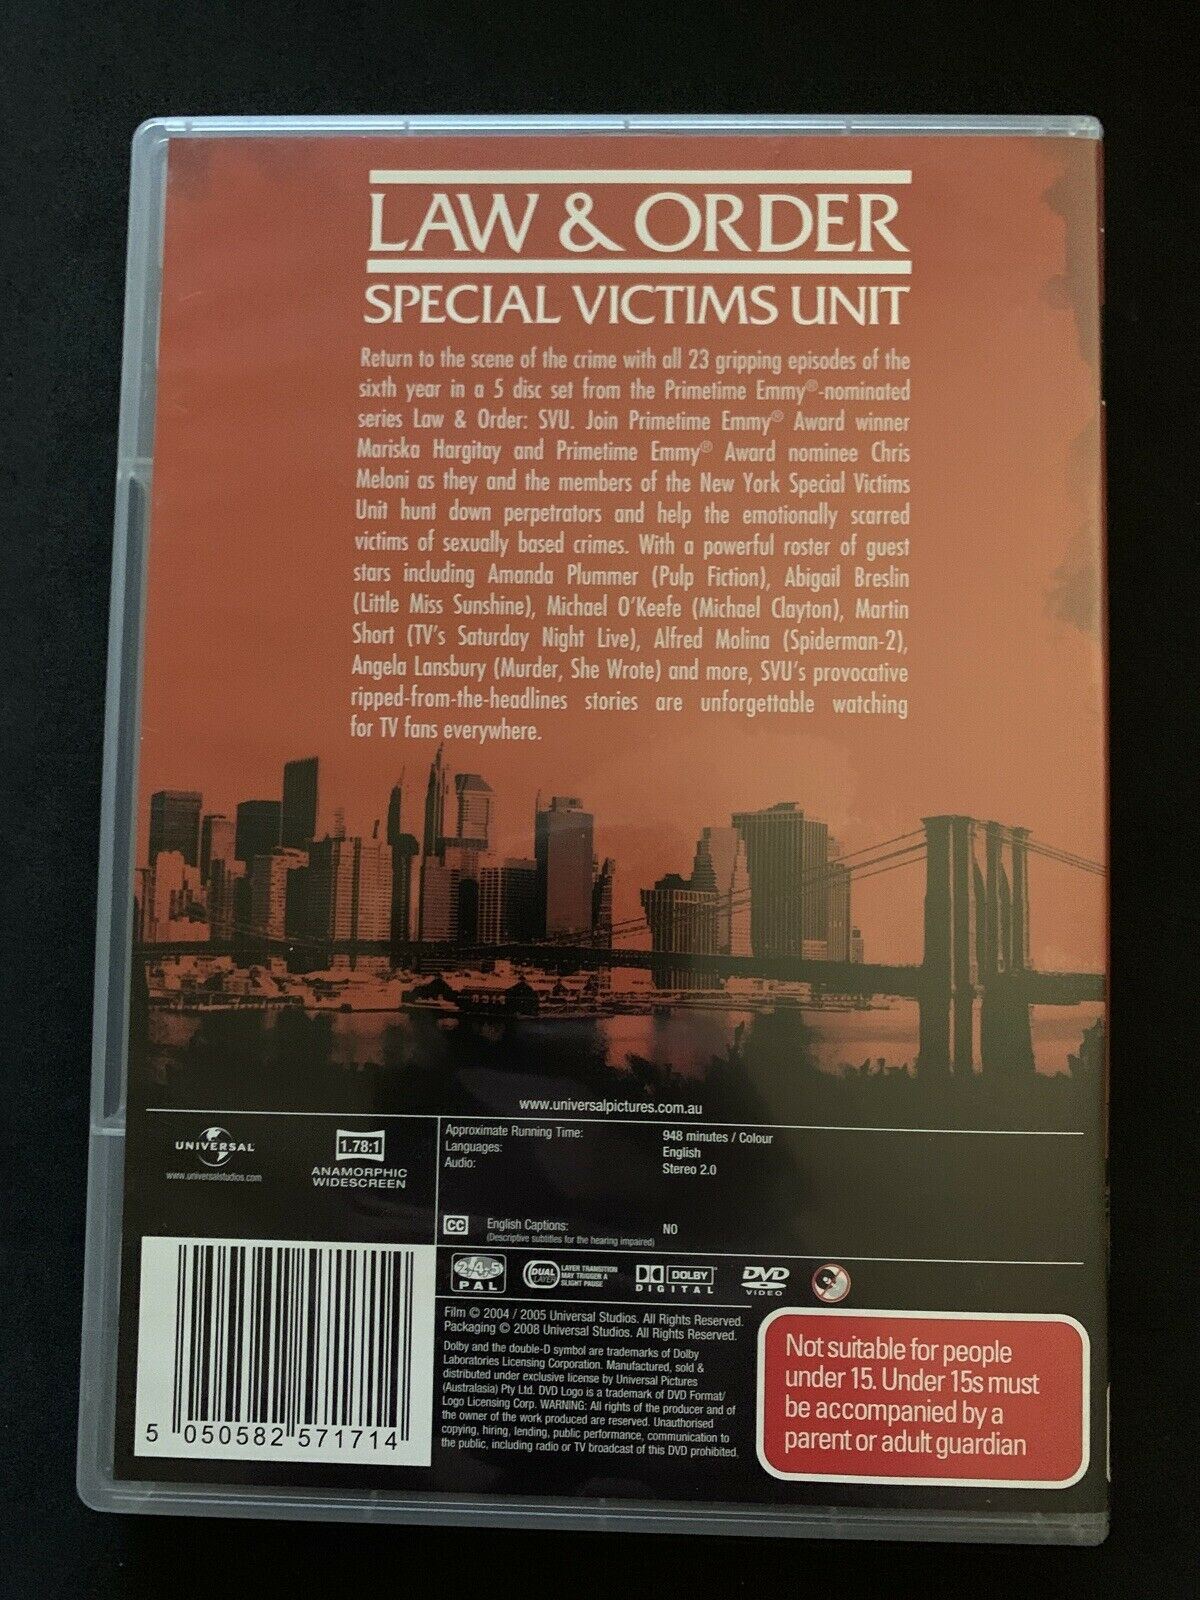 LAW & ORDER
SPECIAL VICTIMS UNIT
Return to the scene of the crime with all 23 gripping episodes of the
sixth year in a 5 disc set from the Primetime Emmy®-nominated
series Law & Order: SVU. Join Primetime Emmy® Award winner
Mariska Hargitay and Primetime Emmy® Award nominee Chris
Meloni as they and the members of the New York Special Victims
Unit hunt down perpetrators and help the emotionally scarred
victims of sexually based crimes. With a powerful roster of guest
stars including Amanda Plummer (Pulp Fiction), Abigail Breslin
(Little Miss Sunshine), Michael O'Keefe (Michael Clayton), Martin
Short (TV's Saturday Night Live), Alfred Molina (Spiderman-2),
Angela Lansbury (Murder, She Wrote) and more, SVU's provocative
ripped-from-the-headlines stories are unforgettable watching
for TV fans everywhere.
www.universalpictures.com.au
UNIVERSAL
www.universalstudios.com
1.78:1
ANAMORPHIC
WIDESCREEN
Approximate Running Time: 948 minutes / Colour
Languages: English
Audio: Stereo 2.0
CC English Captions: NO
(Descriptive subtitles for the hearing impaired)
2.4.5
PAL
DUAL
LAYER
LAYER TRANSITION
MAY TRIGGER A
SLIGHT PAUSE
DOLBY
DIGITAL
DVD
VIDEO
Film © 2004 / 2005 Universal Studios. All Rights Reserved.
Packaging © 2008 Universal Studios. All Rights Reserved.
Dolby and the double-D symbol are trademarks of Dolby
Laboratories Licensing Corporation. Manufactured, sold &
distributed under exclusive license by Universal Pictures
(Australasia) Pty Ltd. DVD Logo is a trademark of DVD Format/
Logo Licensing Corp. WARNING: All rights of the producer and of
the owner of the work produced are reserved. Unauthorised
copying, hiring, lending, public performance, communication to
the public, including radio or TV broadcast of this DVD prohibited.
5 050582 571714
Not suitable for people
under 15. Under 15s must
be accompanied by a
parent or adult guardian